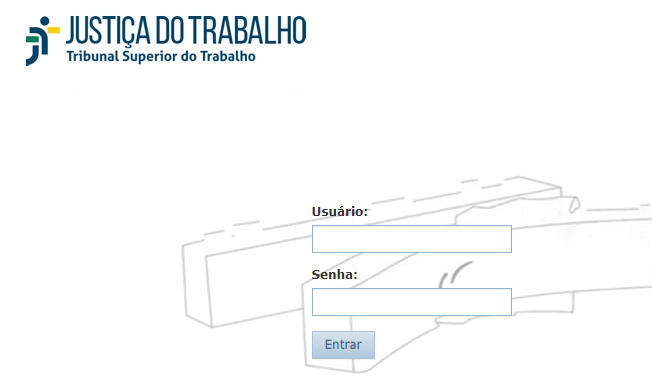 JUSTIÇA DO TRABALHO
Tribunal Superior do Trabalho
Usuário:
Senha:
Entrar